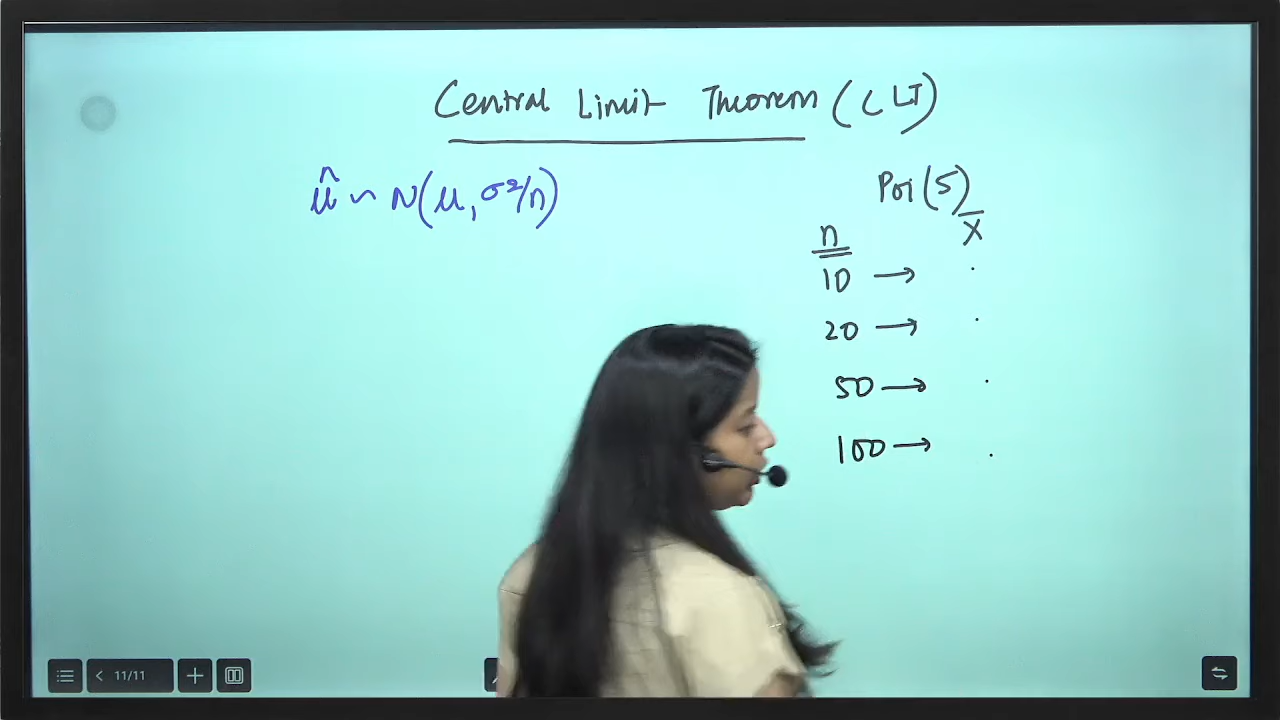 Central Limit Theorem (CLT)
μ̂ ~ N(μ, σ²/n)
Poi(5)
n X̅
10 →
20 →
50 →
100 →
11/11